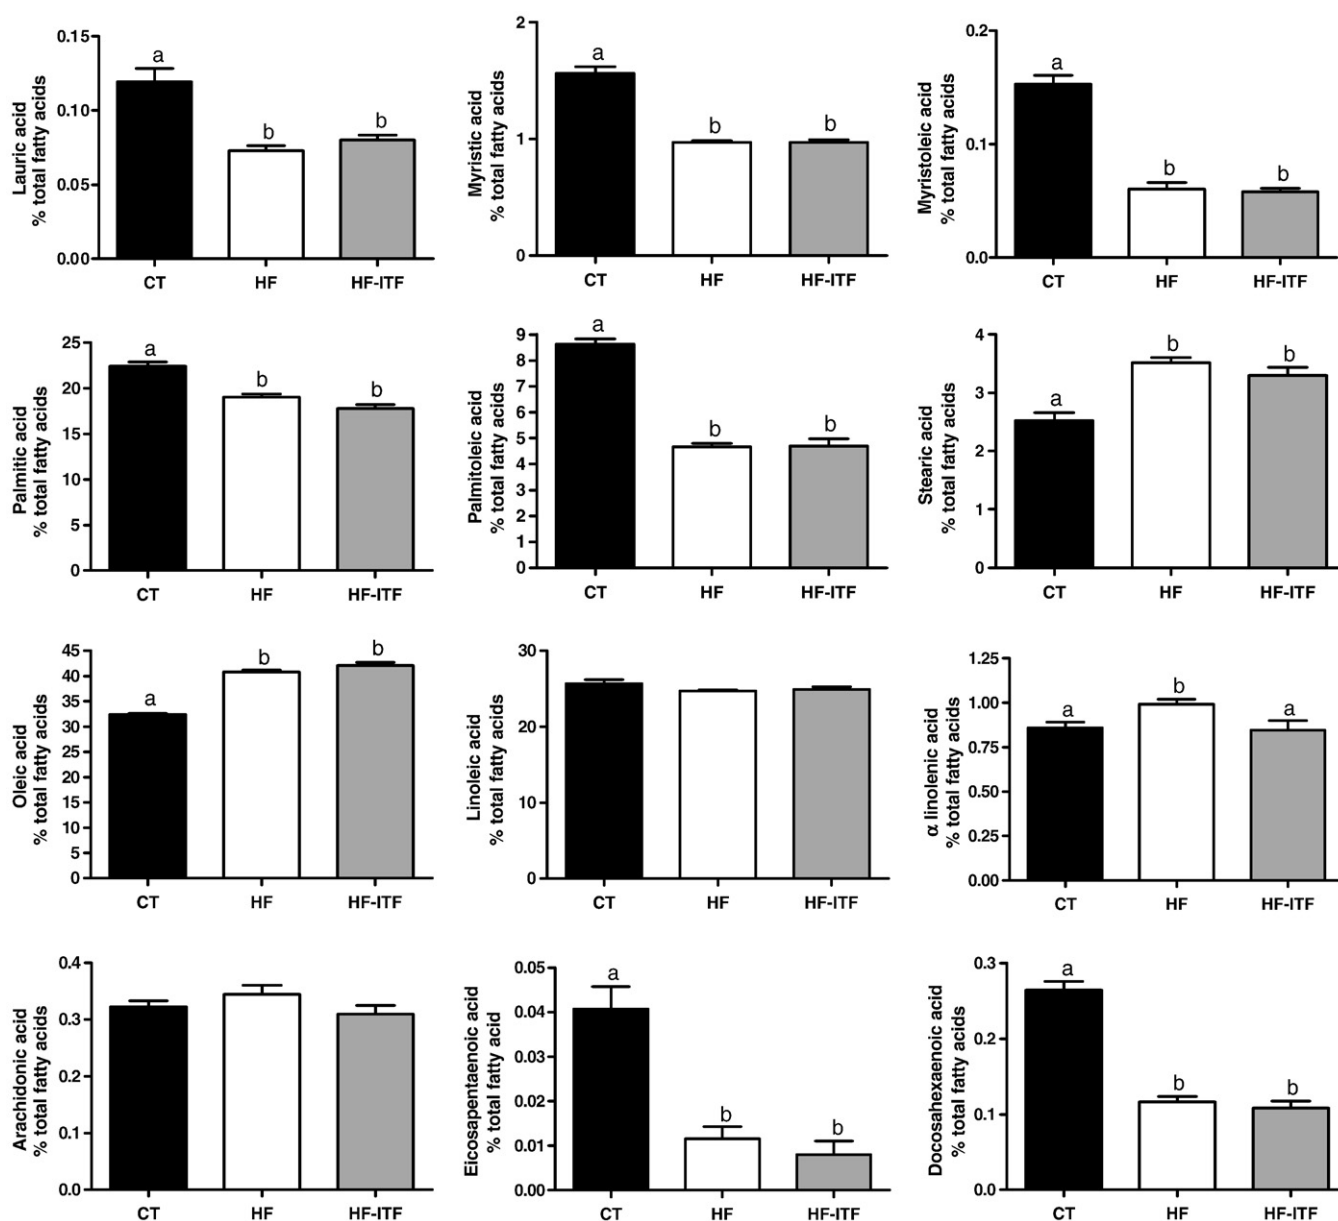 Lauric acid
% total fatty acids
0.15
0.10
0.05
0.00
a
b
b
CT
HF
HF-ITF
Myristic acid
% total fatty acids
2
1
0
a
b
b
CT
HF
HF-ITF
Myristoleic acid
% total fatty acids
0.2
0.1
0.0
a
b
b
CT
HF
HF-ITF
Palmitic acid
% total fatty acids
25
20
15
10
5
0
a
b
b
CT
HF
HF-ITF
Palmitoleic acid
% total fatty acids
9
8
7
6
5
4
3
2
1
0
a
b
b
CT
HF
HF-ITF
Stearic acid
% total fatty acids
4
3
2
1
0
a
b
b
CT
HF
HF-ITF
Oleic acid
% total fatty acids
45
40
35
30
25
20
15
10
5
0
a
b
b
CT
HF
HF-ITF
Linoleic acid
% total fatty acids
30
20
10
0
CT
HF
HF-ITF
α linolenic acid
% total fatty acids
1.25
1.00
0.75
0.50
0.25
0.00
a
b
a
CT
HF
HF-ITF
Arachidonic acid
% total fatty acids
0.4
0.3
0.2
0.1
0.0
CT
HF
HF-ITF
Eicosapentaenoic acid
% total fatty acid
0.05
0.04
0.03
0.02
0.01
0.00
a
b
b
CT
HF
HF-ITF
Docosahexaenoic acid
% total fatty acids
0.3
0.2
0.1
0.0
a
b
b
CT
HF
HF-ITF